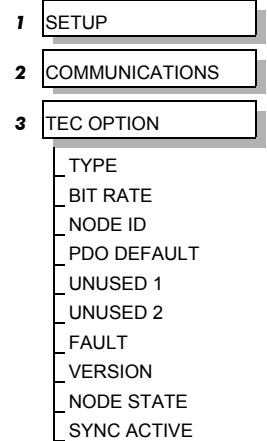 1 SETUP
2 COMMUNICATIONS
3 TEC OPTION
TYPE
BIT RATE
NODE ID
PDO DEFAULT
UNUSED 1
UNUSED 2
FAULT
VERSION
NODE STATE
SYNC ACTIVE